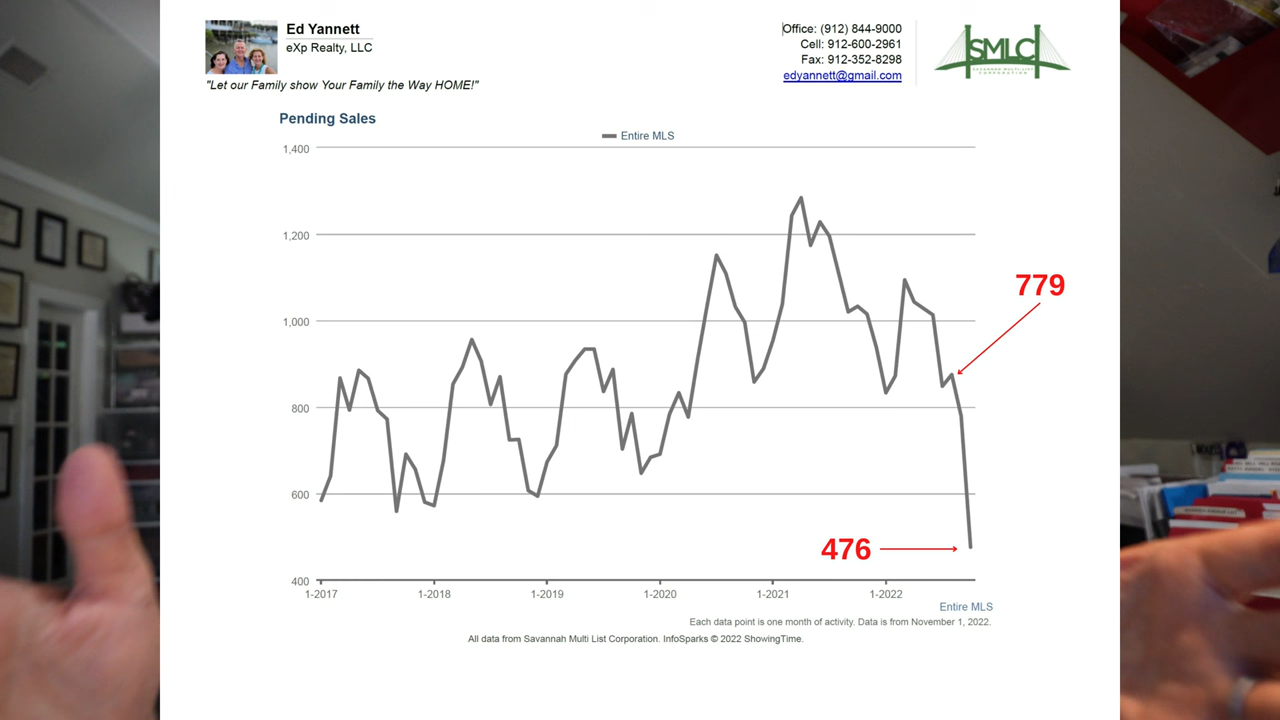 Ed Yannett
eXp Realty, LLC
"Let our Family show Your Family the Way HOME!"
Office: (912) 844-9000
Cell: 912-600-2961
Fax: 912-352-8298
edyannett@gmail.com
SMLC
SAVANNAH MULTI-LIST
CORPORATION
Pending Sales
Entire MLS
1,400
1,200
1,000
800
600
400
779
476
1-2017 1-2018 1-2019 1-2020 1-2021 1-2022
Entire MLS
Each data point is one month of activity. Data is from November 1, 2022.
All data from Savannah Multi List Corporation. InfoSparks © 2022 ShowingTime.